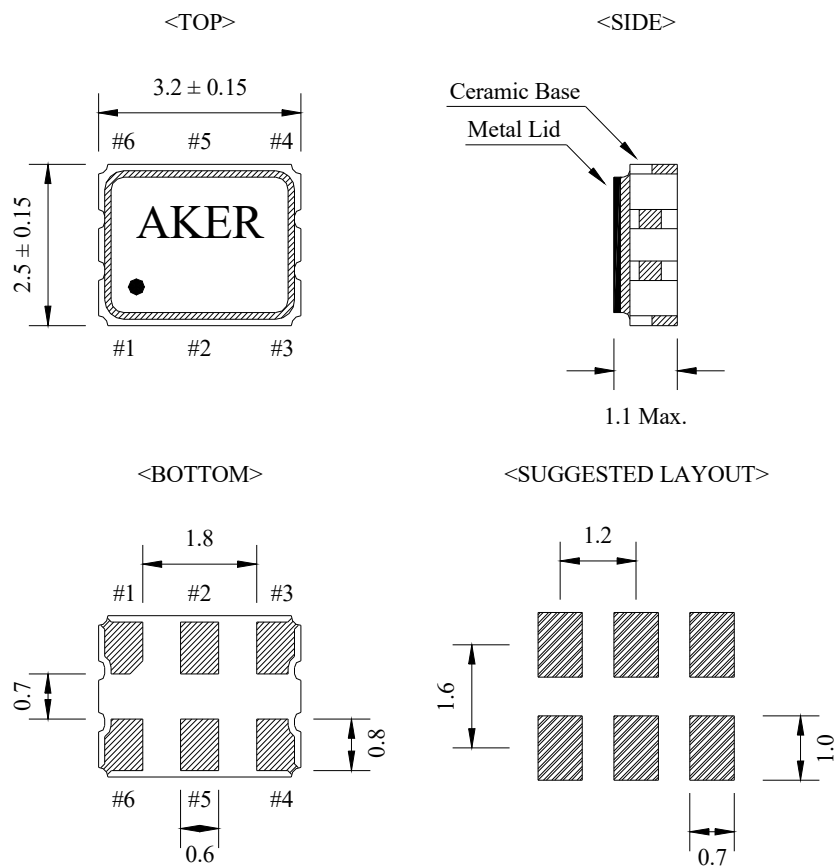 <TOP>
3.2 ± 0.15
#6 #5 #4
2.5 ± 0.15
AKER
#1 #2 #3
<SIDE>
Ceramic Base
Metal Lid
1.1 Max.
<BOTTOM>
1.8
#1 #2 #3
0.7
0.8
#6 #5 #4
0.6
<SUGGESTED LAYOUT>
1.2
1.6
1.0
0.7